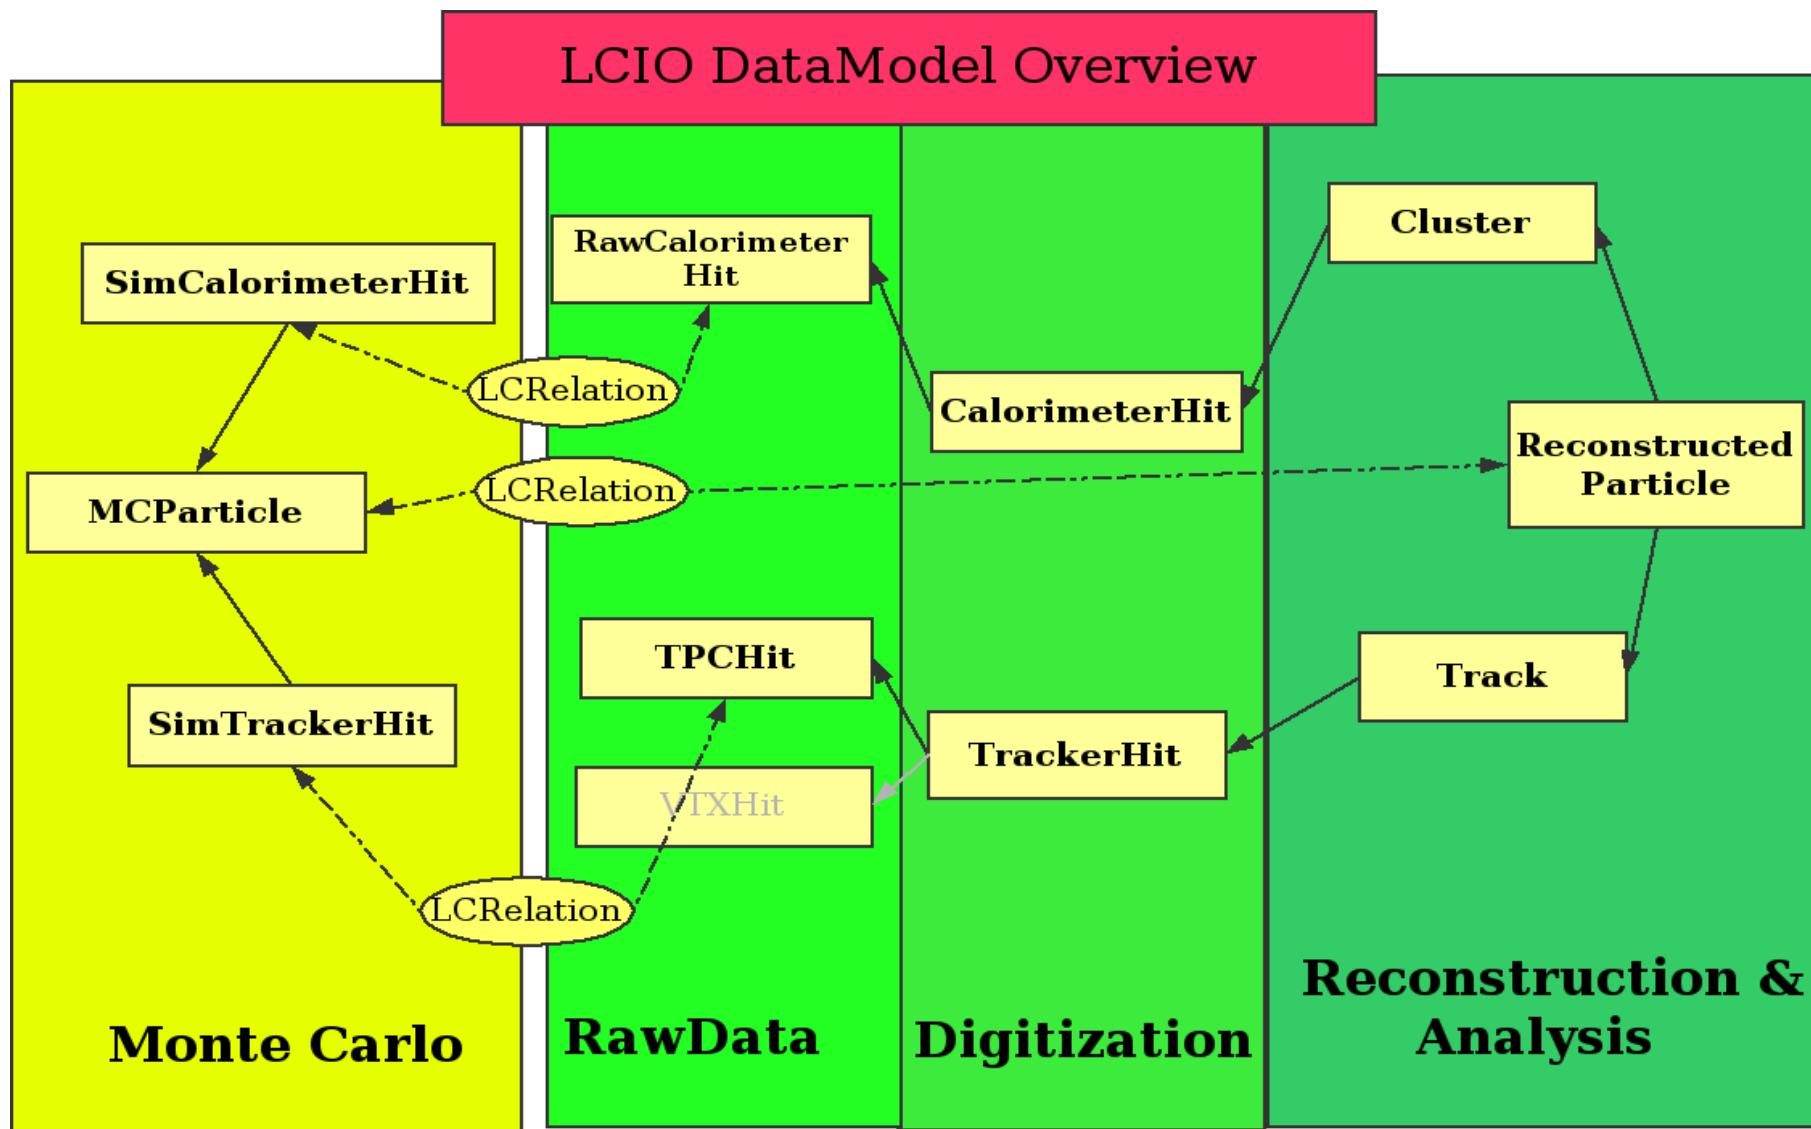 LCIO DataModel Overview
SimCalorimeterHit
MCParticle
SimTrackerHit
Monte Carlo
LCRelation
LCRelation
LCRelation
RawCalorimeter
Hit
TPCHit
VTXHit
RawData
CalorimeterHit
TrackerHit
Digitization
Cluster
Reconstructed
Particle
Track
Reconstruction &
Analysis